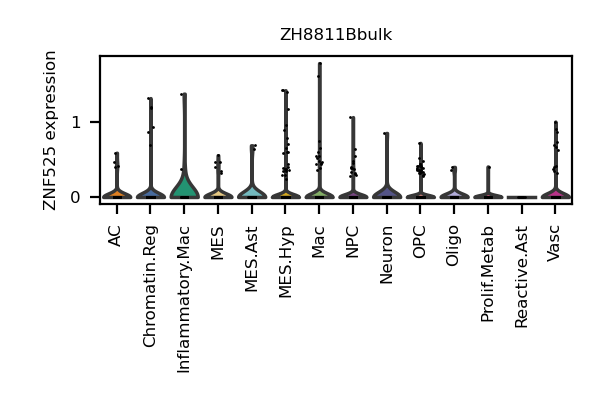 ZH8811Bbulk
ZNF525 expression
1
0
AC
Chromatin.Reg
Inflammatory.Mac
MES
MES.Ast
MES.Hyp
Mac
NPC
Neuron
OPC
Oligo
Prolif.Metab
Reactive.Ast
Vasc